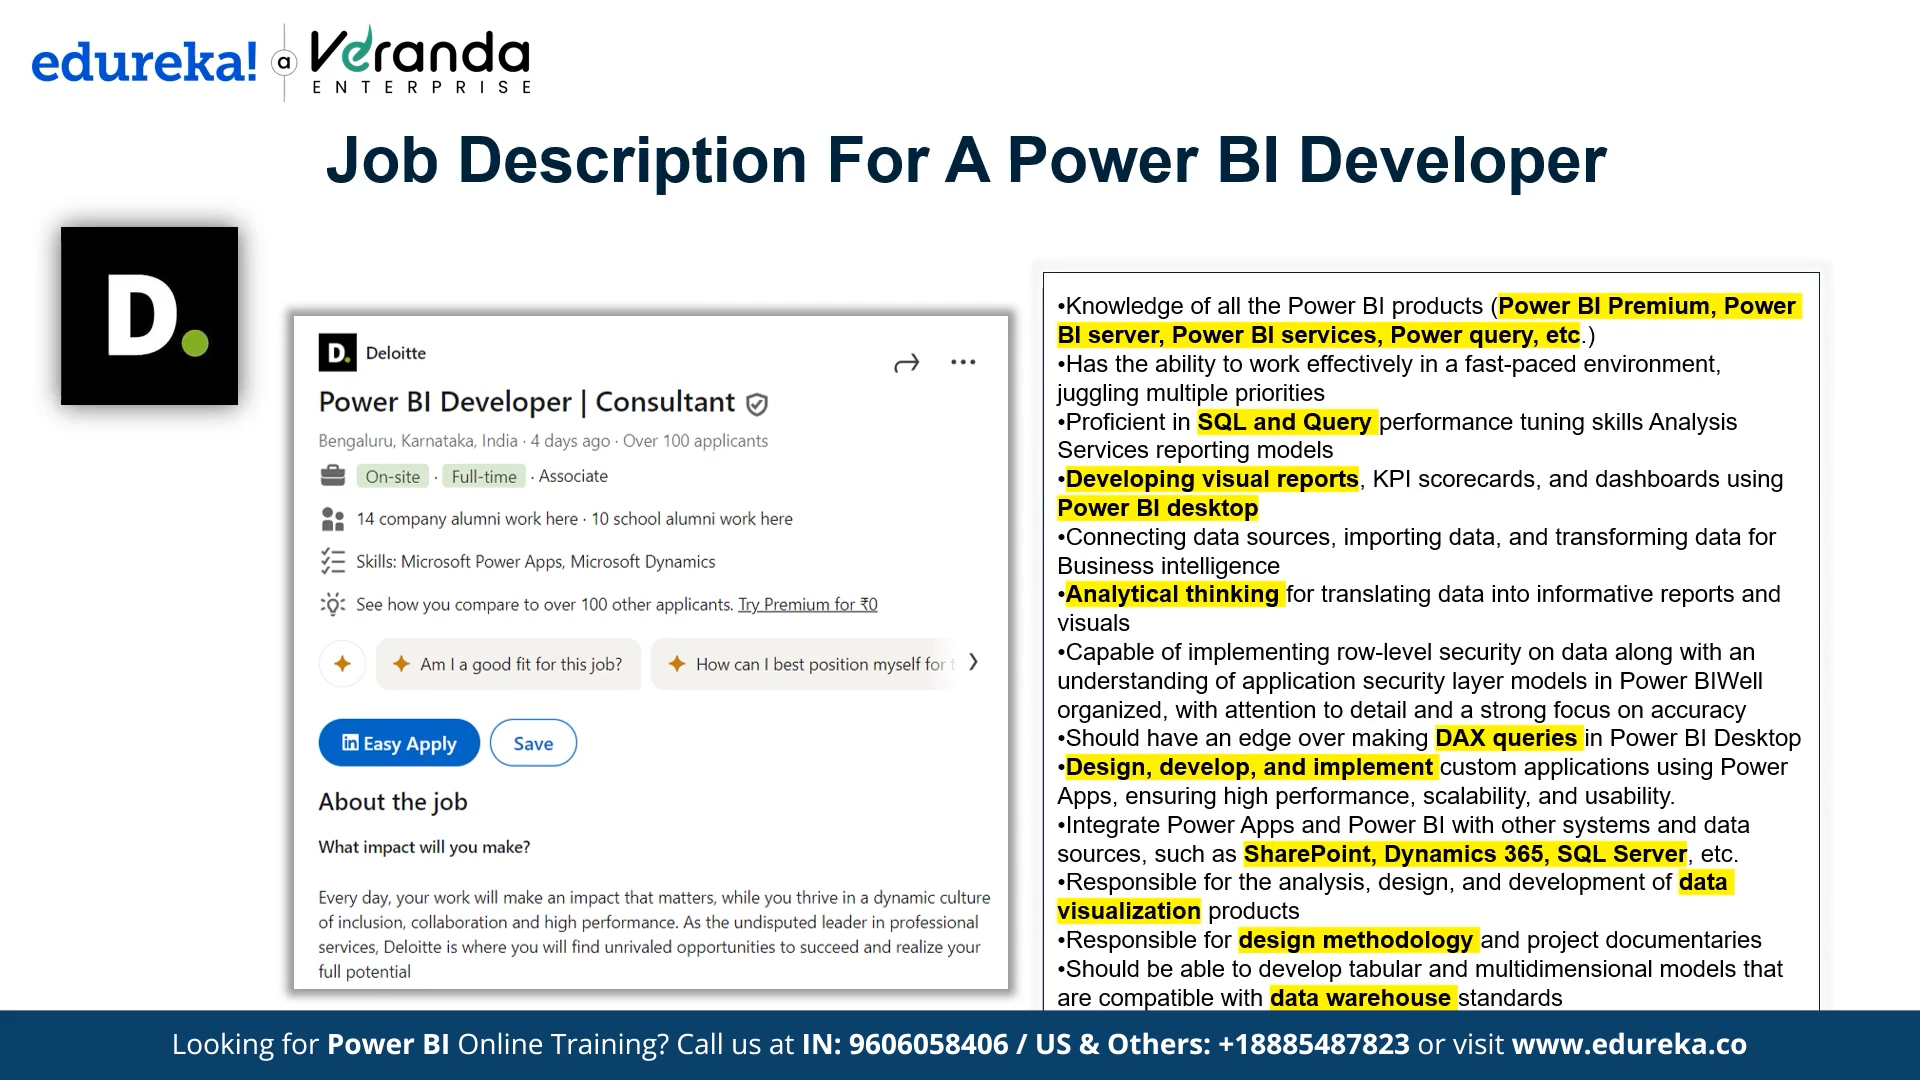 edureka! a Veranda
ENTERPRISE
Job Description For A Power BI Developer
D.
D. Deloitte
Power BI Developer | Consultant
Bengaluru, Karnataka, India · 4 days ago · Over 100 applicants
On-site · Full-time · Associate
14 company alumni work here · 10 school alumni work here
Skills: Microsoft Power Apps, Microsoft Dynamics
See how you compare to over 100 other applicants. Try Premium for ₹0
Am I a good fit for this job? How can I best position myself for t
in Easy Apply Save
About the job
What impact will you make?
Every day, your work will make an impact that matters, while you thrive in a dynamic culture
of inclusion, collaboration and high performance. As the undisputed leader in professional
services, Deloitte is where you will find unrivaled opportunities to succeed and realize your
full potential
•Knowledge of all the Power BI products (Power BI Premium, Power
BI server, Power BI services, Power query, etc.)
•Has the ability to work effectively in a fast-paced environment,
juggling multiple priorities
•Proficient in SQL and Query performance tuning skills Analysis
Services reporting models
•Developing visual reports, KPI scorecards, and dashboards using
Power BI desktop
•Connecting data sources, importing data, and transforming data for
Business intelligence
•Analytical thinking for translating data into informative reports and
visuals
•Capable of implementing row-level security on data along with an
understanding of application security layer models in Power BIWell
organized, with attention to detail and a strong focus on accuracy
•Should have an edge over making DAX queries in Power BI Desktop
•Design, develop, and implement custom applications using Power
Apps, ensuring high performance, scalability, and usability.
•Integrate Power Apps and Power BI with other systems and data
sources, such as SharePoint, Dynamics 365, SQL Server, etc.
•Responsible for the analysis, design, and development of data
visualization products
•Responsible for design methodology and project documentaries
•Should be able to develop tabular and multidimensional models that
are compatible with data warehouse standards
Looking for Power BI Online Training? Call us at IN: 9606058406 / US & Others: +18885487823 or visit www.edureka.co